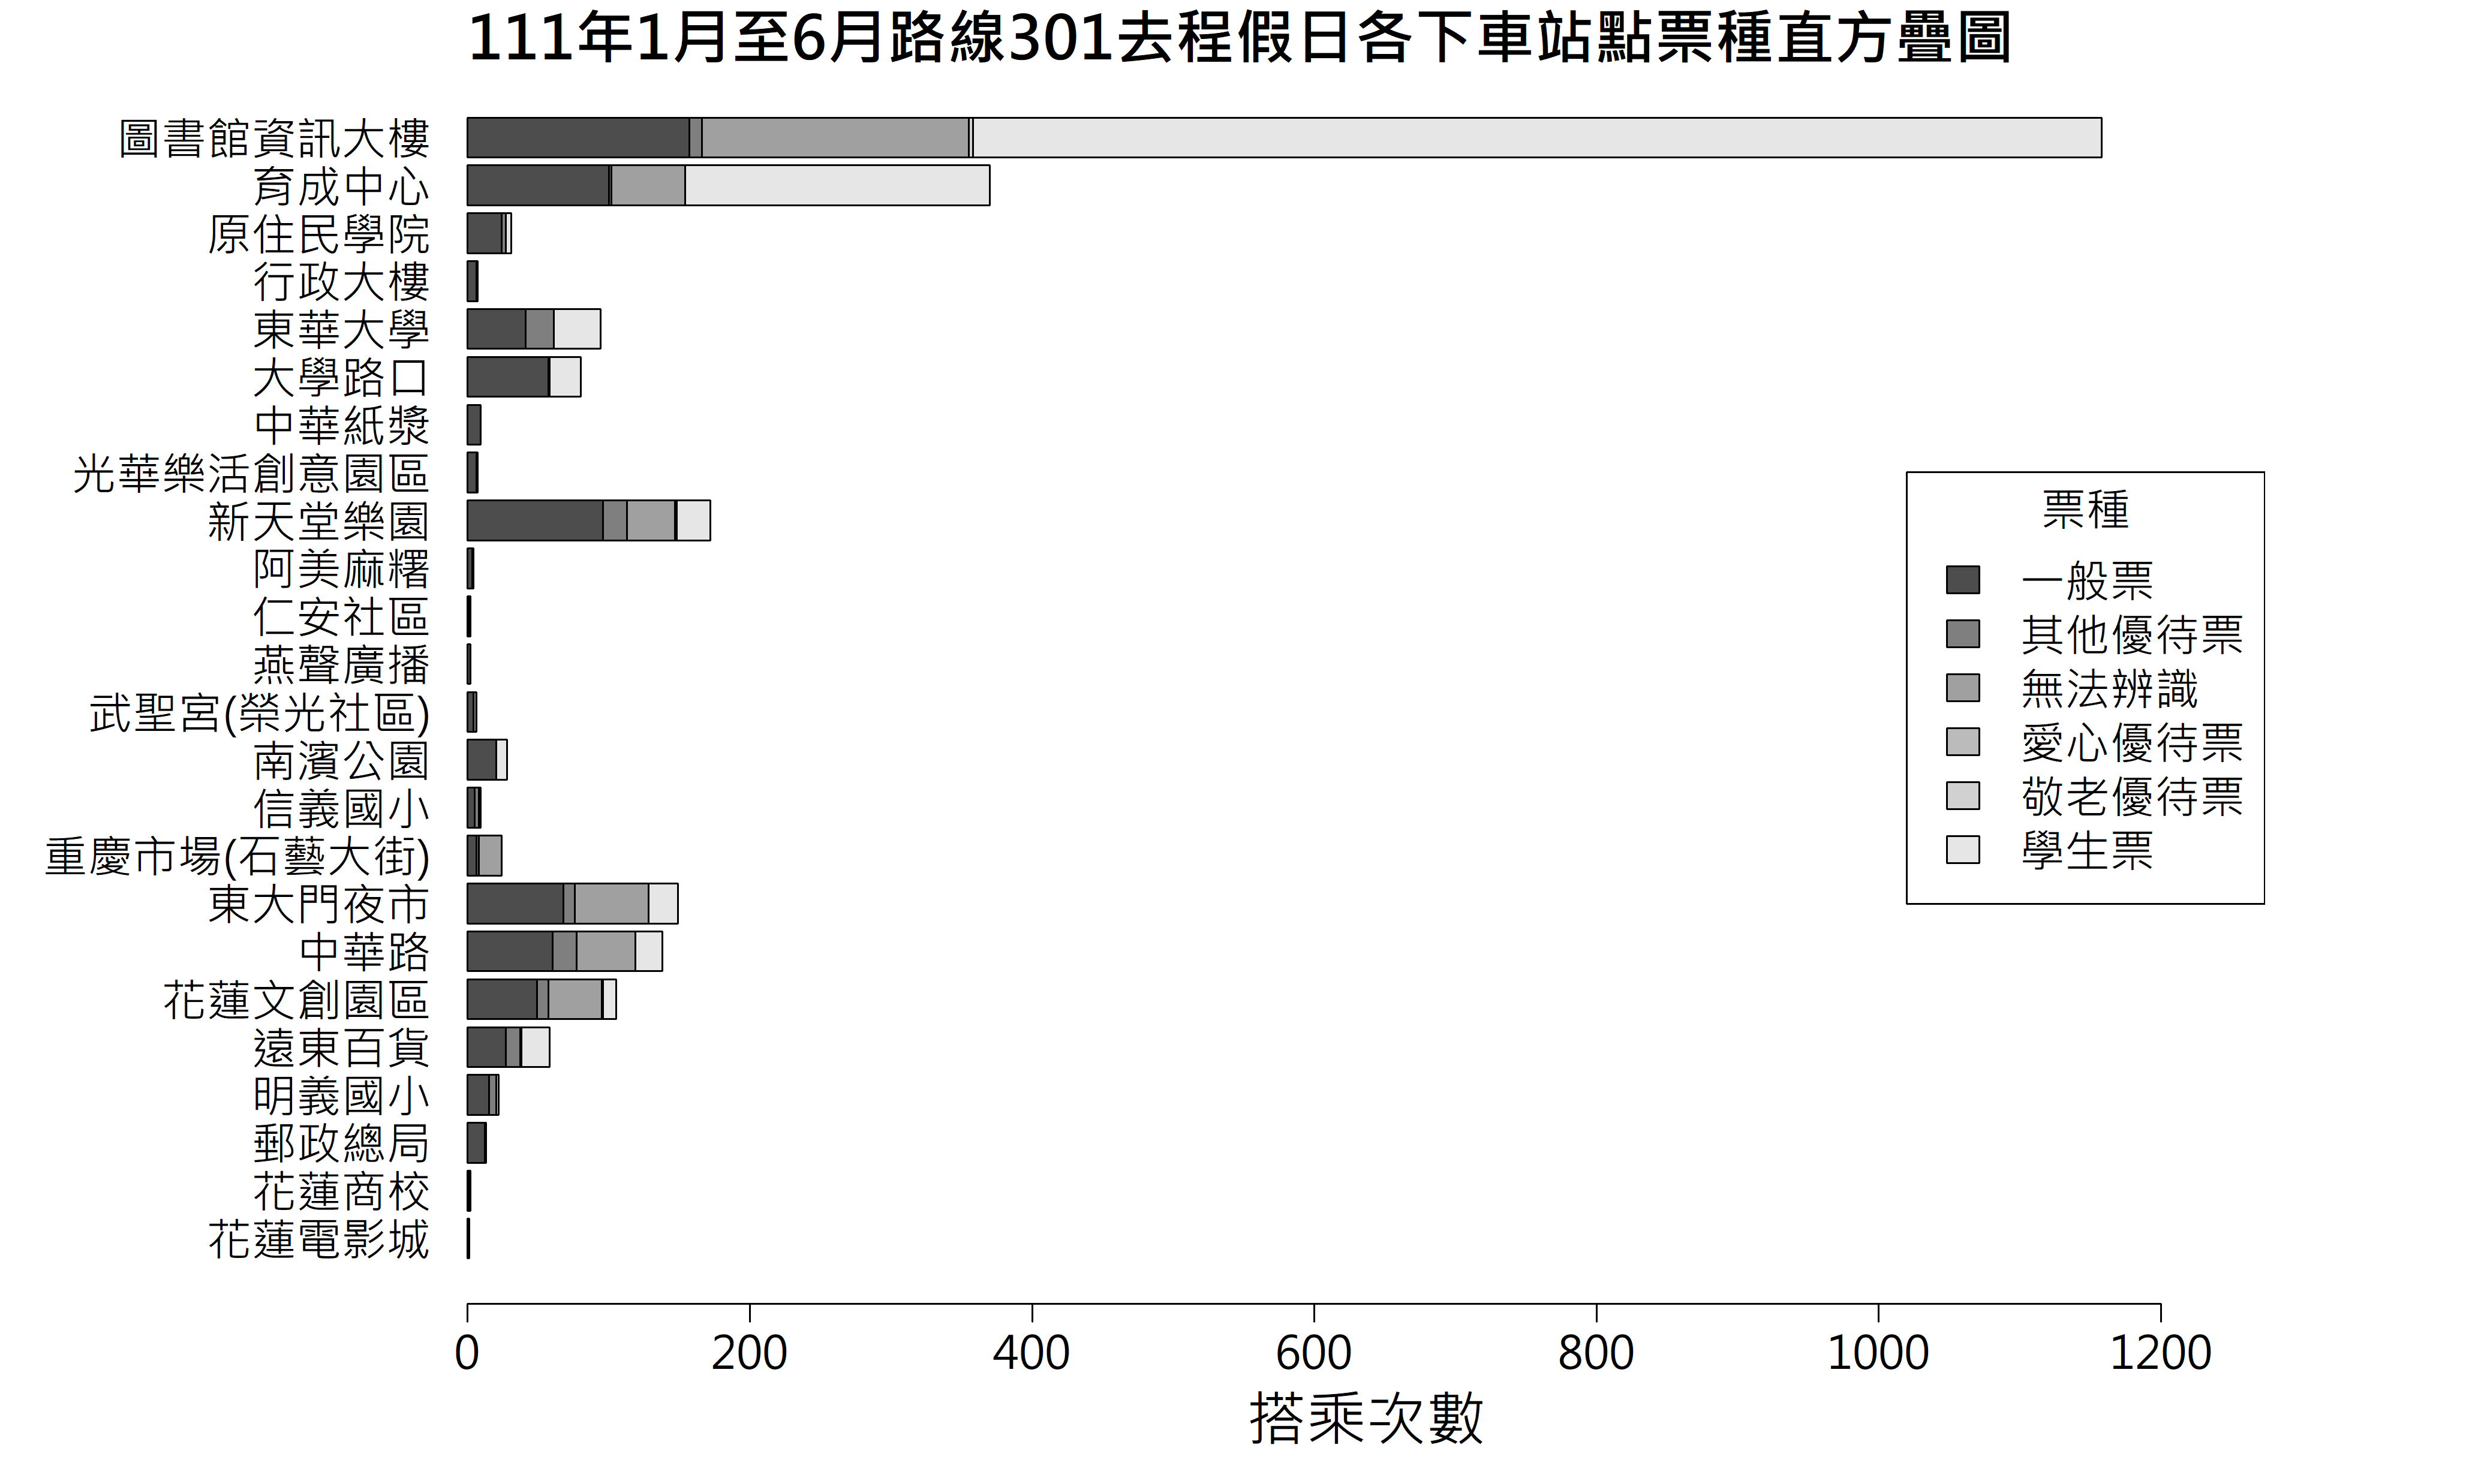 111年1月至6月路線301去程假日各下車站點票種直方疊圖
圖書館資訊大樓
育成中心
原住民學院
行政大樓
東華大學
大學路口
中華紙漿
光華樂活創意園區
新天堂樂園
阿美麻糬
仁安社區
燕聲廣播
武聖宮(榮光社區)
南濱公園
信義國小
重慶市場(石藝大街)
東大門夜市
中華路
花蓮文創園區
遠東百貨
明義國小
郵政總局
花蓮商校
花蓮電影城
票種
一般票
其他優待票
無法辨識
愛心優待票
敬老優待票
學生票
0 200 400 600 800 1000 1200
搭乘次數